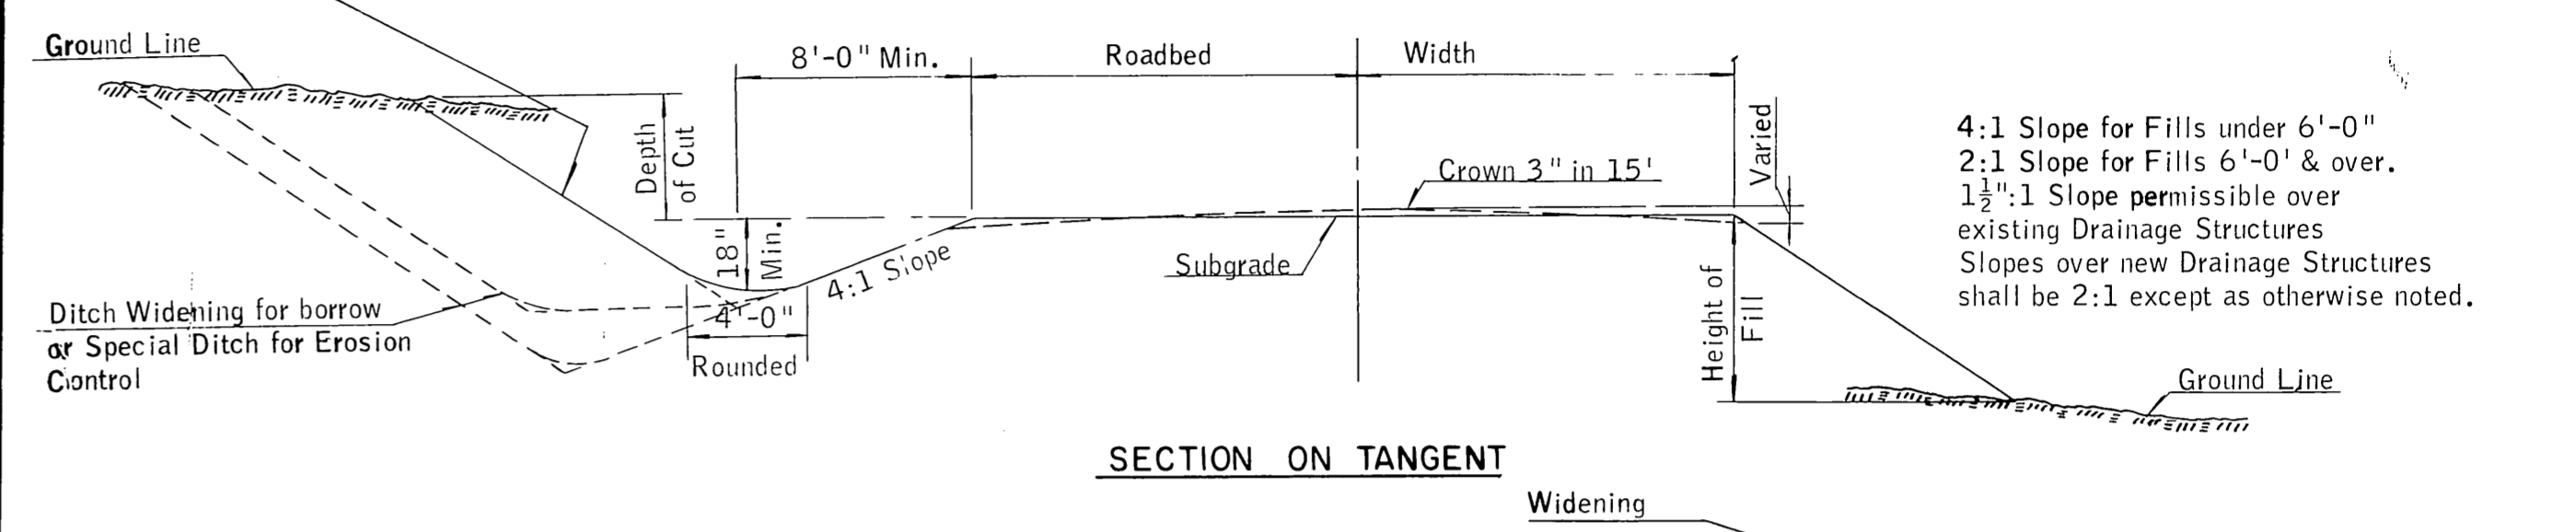 Ground Line
8'-0" Min.
Roadbed
Width
Depth
of Cut
Varied
Crown 3" in 15'
4:1 Slope for Fills under 6'-0"
2:1 Slope for Fills 6'-0' & over.
1½":1 Slope permissible over
existing Drainage Structures
Slopes over new Drainage Structures
shall be 2:1 except as otherwise noted.
18"
Min.
4:1 Slope
Subgrade
Ditch Widening for borrow
or Special Ditch for Erosion
Control
4'-0"
Rounded
Height of
Fill
Ground Line
SECTION ON TANGENT
Widening